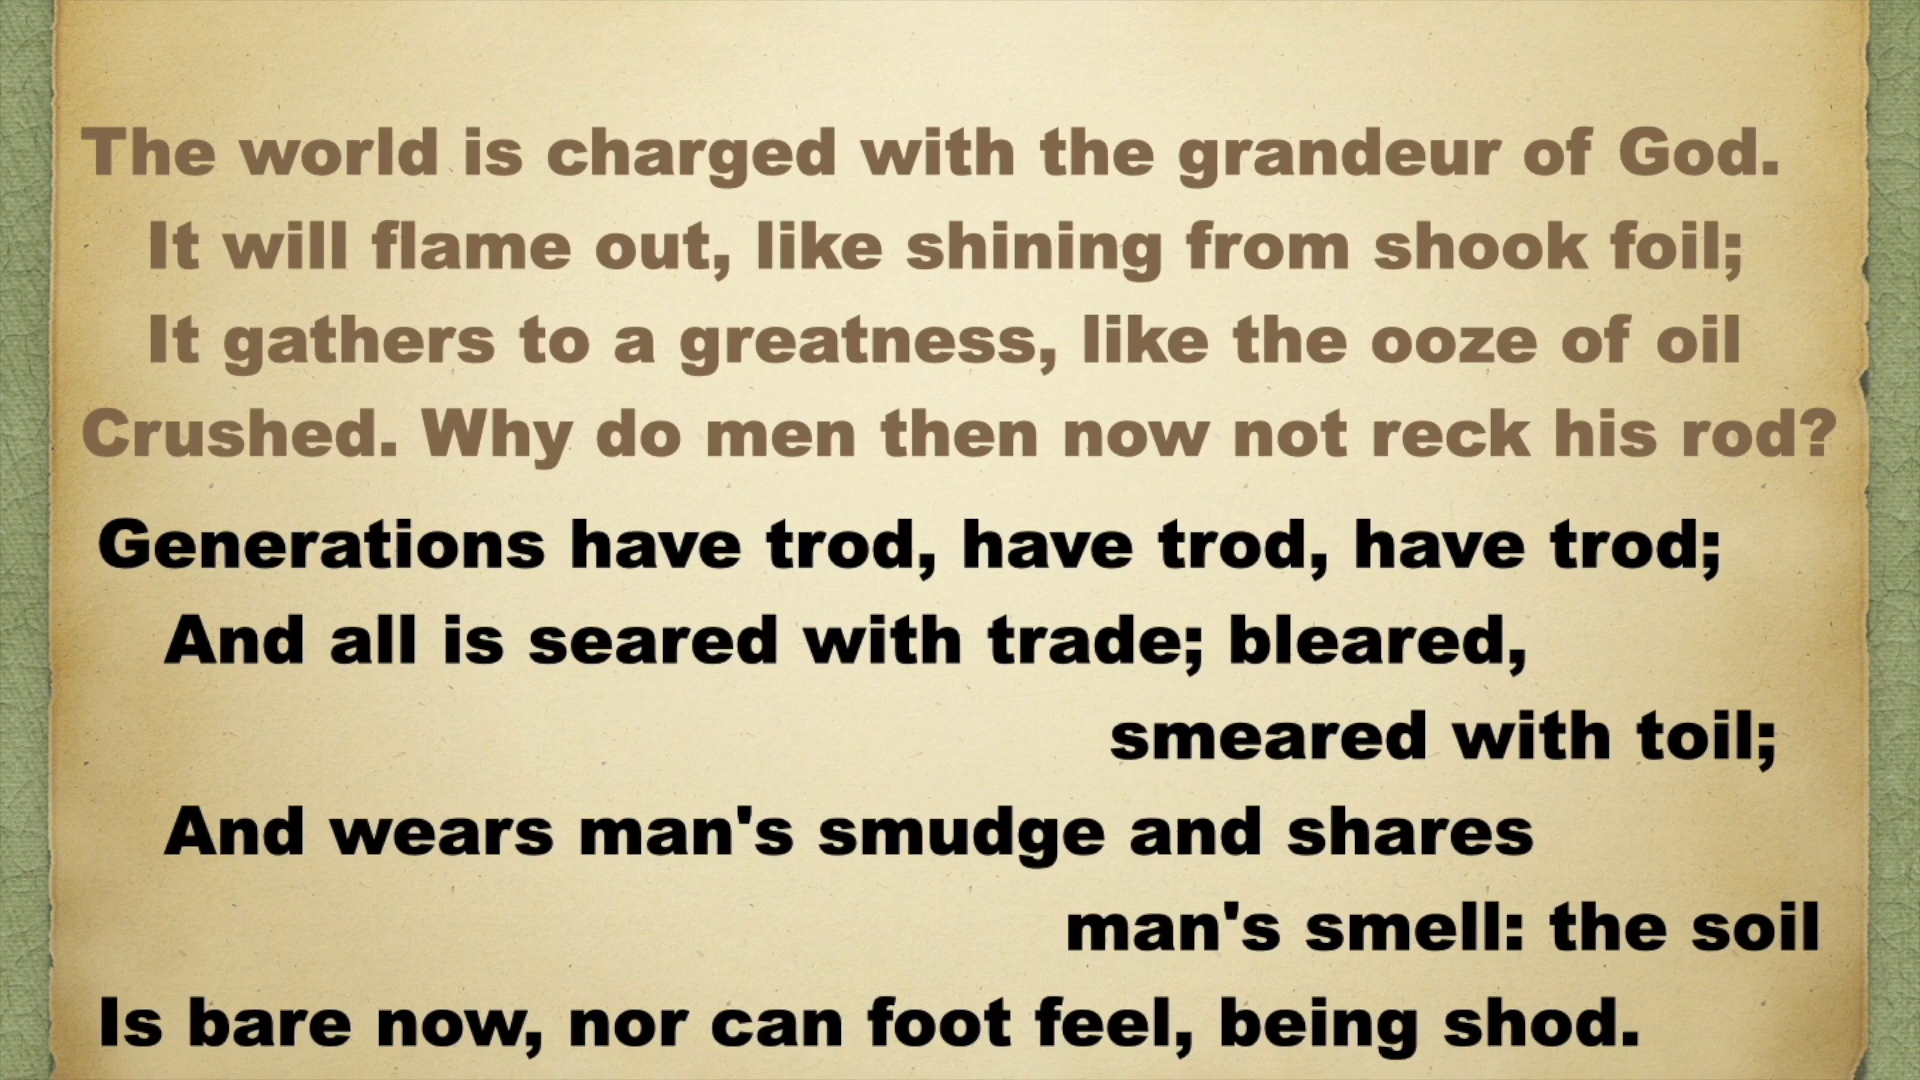 The world is charged with the grandeur of God.
It will flame out, like shining from shook foil;
It gathers to a greatness, like the ooze of oil
Crushed. Why do men then now not reck his rod?
Generations have trod, have trod, have trod;
And all is seared with trade; bleared,
smeared with toil;
And wears man's smudge and shares
man's smell: the soil
Is bare now, nor can foot feel, being shod.